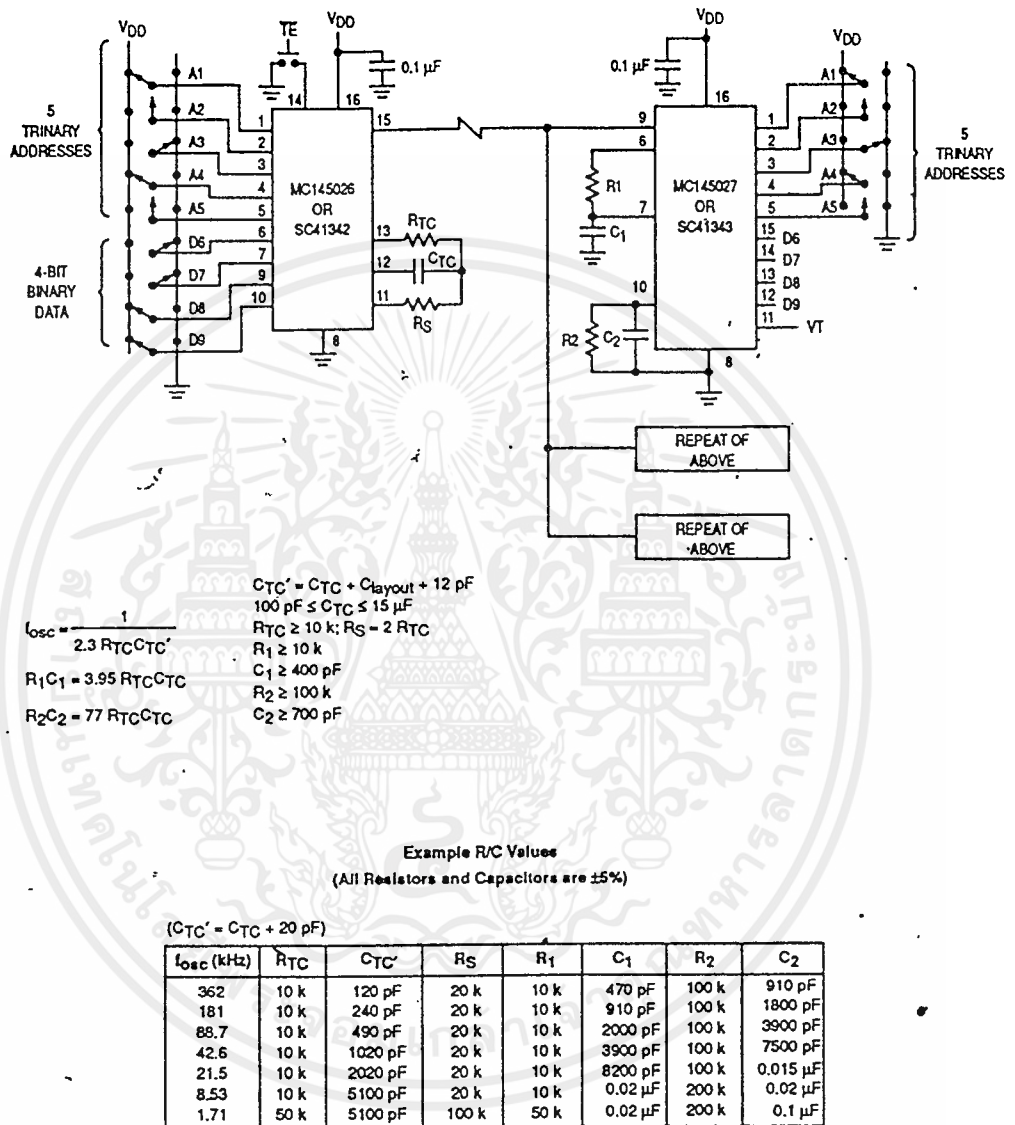 VDD
TE
VDD
0.1 µF
5
TRINARY
ADDRESSES
4-BIT
BINARY
DATA
A1
A2
A3
A4
A5
D6
D7
D8
D9
14
16
1
2
3
4
5
6
7
9
10
15
13
12
11
8
MC145026
OR
SC41342
RTC
CTC
RS
VDD
0.1 µF
VDD
16
9
6
7
10
R1
C1
R2
C2
MC145027
OR
SC41343
1
2
3
4
5
15
14
13
12
11
8
A1
A2
A3
A4
A5
D6
D7
D8
D9
VT
5
TRINARY
ADDRESSES
REPEAT OF
ABOVE
REPEAT OF
ABOVE
fosc = 1 / 2.3 RTCCTC′
R1C1 = 3.95 RTCCTC
R2C2 = 77 RTCCTC
CTC′ = CTC + Clayout + 12 pF
100 pF ≤ CTC ≤ 15 µF
RTC ≥ 10 k; RS = 2 RTC
R1 ≥ 10 k
C1 ≥ 400 pF
R2 ≥ 100 k
C2 ≥ 700 pF
Example R/C Values
(All Resistors and Capacitors are ±5%)
(CTC′ = CTC + 20 pF)
fosc (kHz) RTC CTC′ RS R1 C1 R2 C2
362 10 k 120 pF 20 k 10 k 470 pF 100 k 910 pF
181 10 k 240 pF 20 k 10 k 910 pF 100 k 1800 pF
88.7 10 k 490 pF 20 k 10 k 2000 pF 100 k 3900 pF
42.6 10 k 1020 pF 20 k 10 k 3900 pF 100 k 7500 pF
21.5 10 k 2020 pF 20 k 10 k 8200 pF 100 k 0.015 µF
8.53 10 k 5100 pF 20 k 10 k 0.02 µF 200 k 0.02 µF
1.71 50 k 5100 pF 100 k 50 k 0.02 µF 200 k 0.1 µF